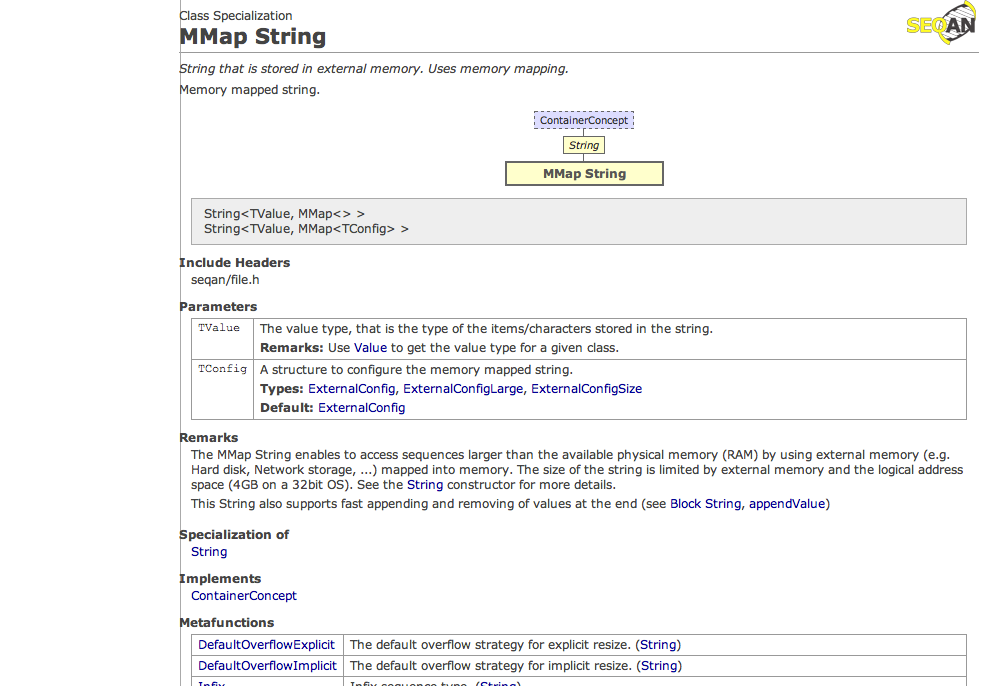 Class Specialization
MMap String
SEQAN
String that is stored in external memory. Uses memory mapping.
Memory mapped string.
ContainerConcept
String
MMap String
String<TValue, MMap<> >
String<TValue, MMap<TConfig> >
Include Headers
seqan/file.h
Parameters
TValue The value type, that is the type of the items/characters stored in the string.
Remarks: Use Value to get the value type for a given class.
TConfig A structure to configure the memory mapped string.
Types: ExternalConfig, ExternalConfigLarge, ExternalConfigSize
Default: ExternalConfig
Remarks
The MMap String enables to access sequences larger than the available physical memory (RAM) by using external memory (e.g.
Hard disk, Network storage, ...) mapped into memory. The size of the string is limited by external memory and the logical address
space (4GB on a 32bit OS). See the String constructor for more details.
This String also supports fast appending and removing of values at the end (see Block String, appendValue)
Specialization of
String
Implements
ContainerConcept
Metafunctions
DefaultOverflowExplicit The default overflow strategy for explicit resize. (String)
DefaultOverflowImplicit The default overflow strategy for implicit resize. (String)
Infix Infix sequence type. (String)